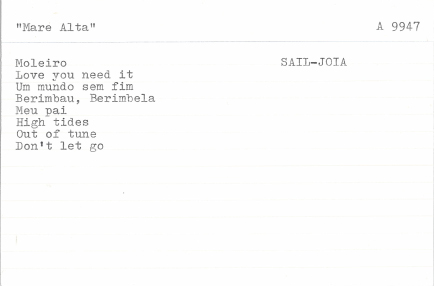 "Mare Alta" A 9947
Moleiro SAIL-JOIA
Love you need it
Um mundo sem fim
Berimbau, Berimbela
Meu pai
High tides
Out of tune
Don't let go